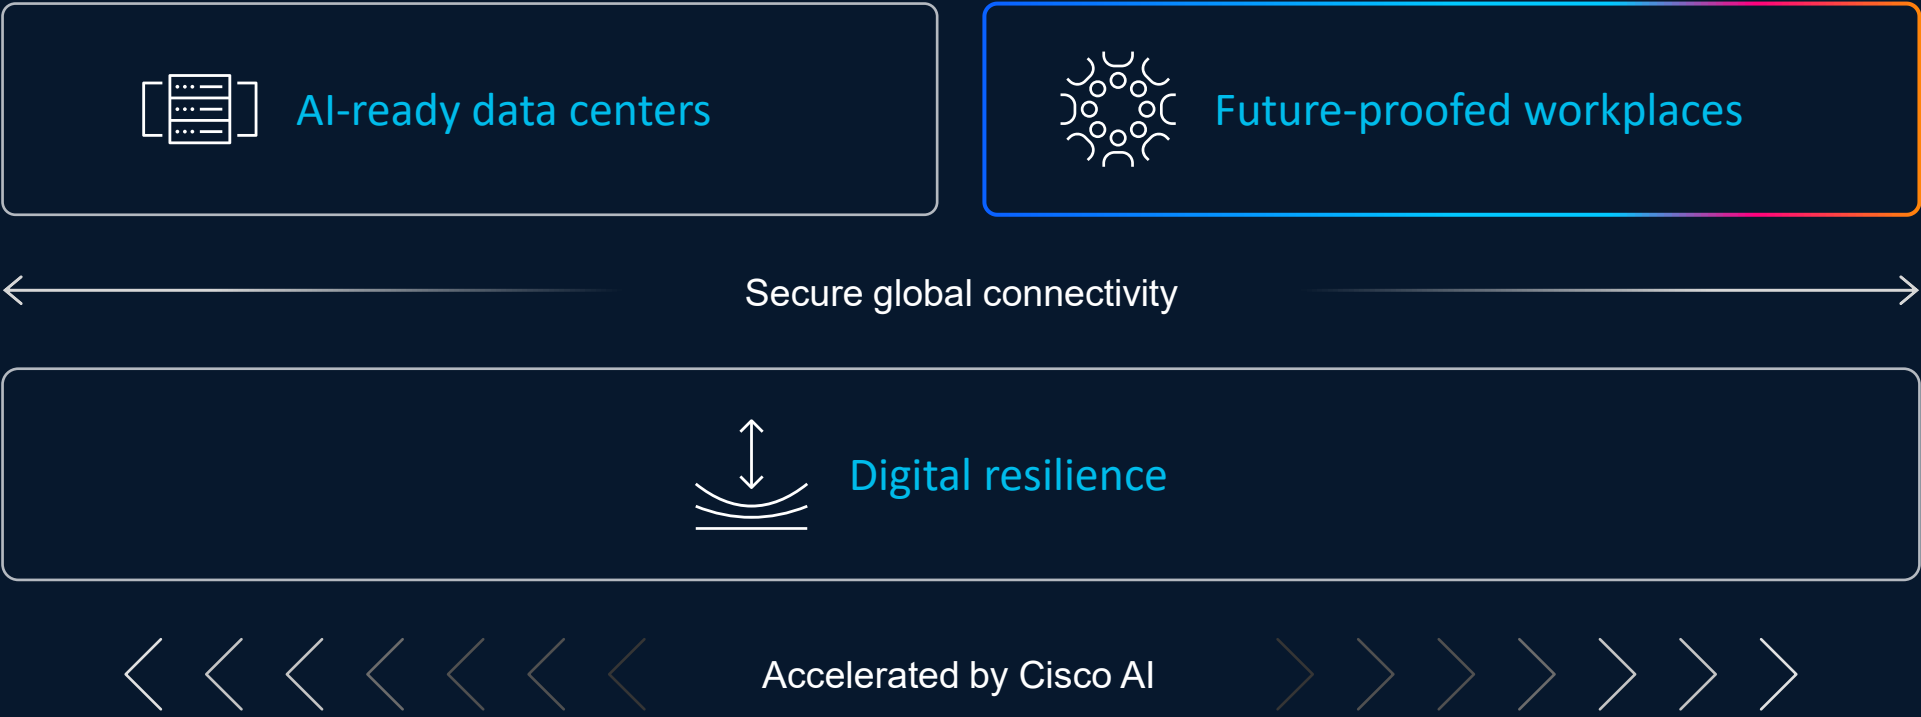 AI-ready data centers
Future-proofed workplaces
Secure global connectivity
Digital resilience
Accelerated by Cisco AI